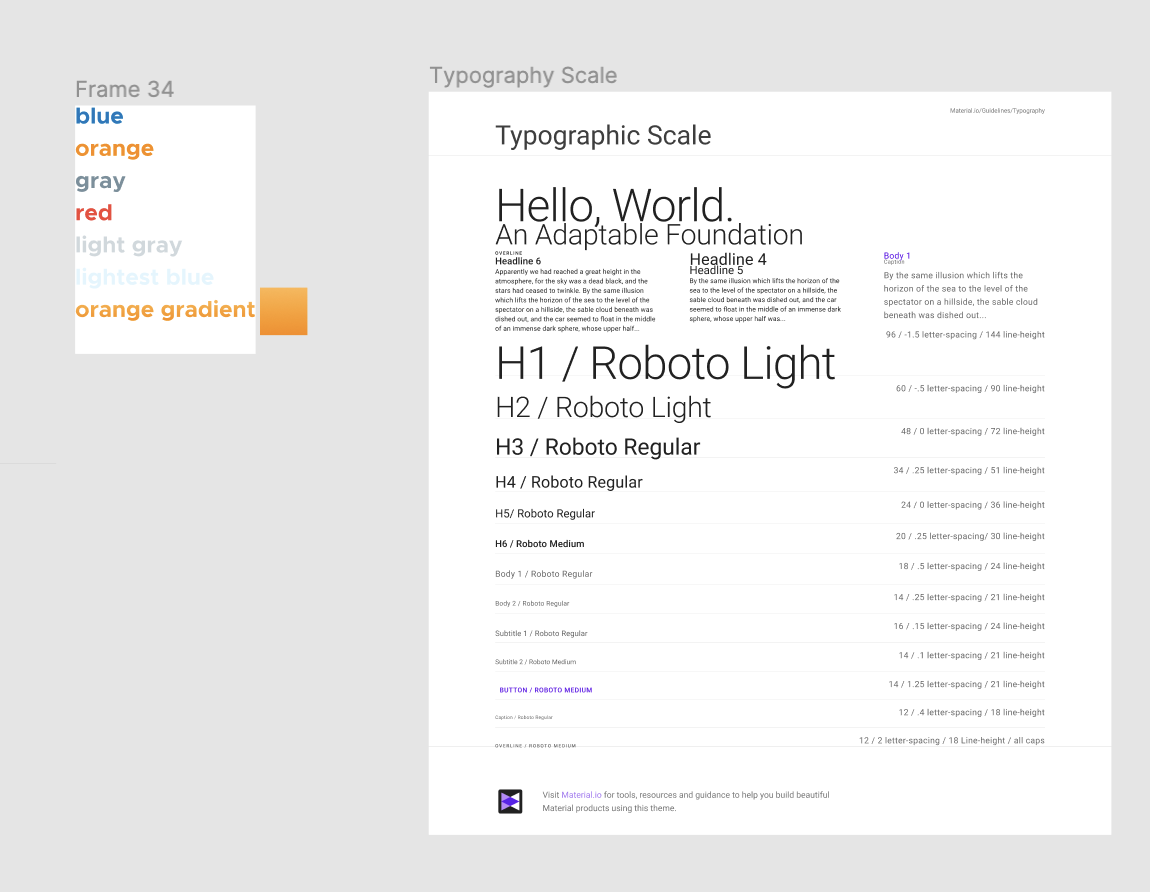 Frame 34
blue
orange
gray
red
light gray
lightest blue
orange gradient
Typography Scale
Material.io/Guidelines/Typography
Typographic Scale
Hello, World.
An Adaptable Foundation
OVERLINE
Headline 6
Apparently we had reached a great height in the
atmosphere, for the sky was a dead black, and the
stars had ceased to twinkle. By the same illusion
which lifts the horizon of the sea to the level of the
spectator on a hillside, the sable cloud beneath was
dished out, and the car seemed to float in the middle
of an immense dark sphere, whose upper half...
Headline 4
Headline 5
By the same illusion which lifts the horizon of the
sea to the level of the spectator on a hillside, the
sable cloud beneath was dished out, and the car
seemed to float in the middle of an immense dark
sphere, whose upper half was...
Body 1
Caption
By the same illusion which lifts the
horizon of the sea to the level of the
spectator on a hillside, the sable cloud
beneath was dished out...
96 / -1.5 letter-spacing / 144 line-height
H1 / Roboto Light
60 / -.5 letter-spacing / 90 line-height
H2 / Roboto Light
48 / 0 letter-spacing / 72 line-height
H3 / Roboto Regular
34 / .25 letter-spacing / 51 line-height
H4 / Roboto Regular
24 / 0 letter-spacing / 36 line-height
H5/ Roboto Regular
20 / .25 letter-spacing/ 30 line-height
H6 / Roboto Medium
18 / .5 letter-spacing / 24 line-height
Body 1 / Roboto Regular
14 / .25 letter-spacing / 21 line-height
Body 2 / Roboto Regular
16 / .15 letter-spacing / 24 line-height
Subtitle 1 / Roboto Regular
14 / .1 letter-spacing / 21 line-height
Subtitle 2 / Roboto Medium
14 / 1.25 letter-spacing / 21 line-height
BUTTON / ROBOTO MEDIUM
12 / .4 letter-spacing / 18 line-height
Caption / Roboto Regular
12 / 2 letter-spacing / 18 Line-height / all caps
OVERLINE / ROBOTO MEDIUM
Visit Material.io for tools, resources and guidance to help you build beautiful
Material products using this theme.